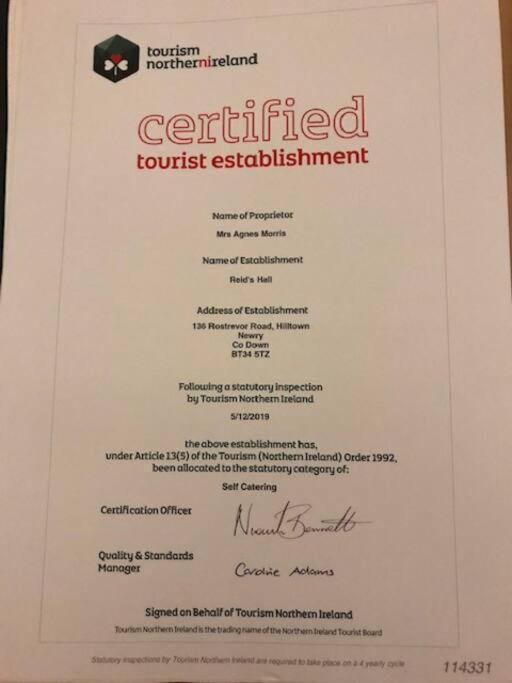 tourism
northernireland
certified
tourist establishment
Name of Proprietor
Mrs Agnes Morris
Name of Establishment
Reid's Hall
Address of Establishment
136 Rostrevor Road, Hilltown
Newry
Co Down
BT34 5TZ
Following a statutory inspection
by Tourism Northern Ireland
5/12/2019
the above establishment has,
under Article 13(5) of the Tourism (Northern Ireland) Order 1992,
been allocated to the statutory category of:
Self Catering
Certification Officer
Bennett
Quality & Standards
Manager
Caroline Adams
Signed on Behalf of Tourism Northern Ireland
Tourism Northern Ireland is the trading name of the Northern Ireland Tourist Board
Statutory inspections by Tourism Northern Ireland are required to take place on a 4 yearly cycle
114331